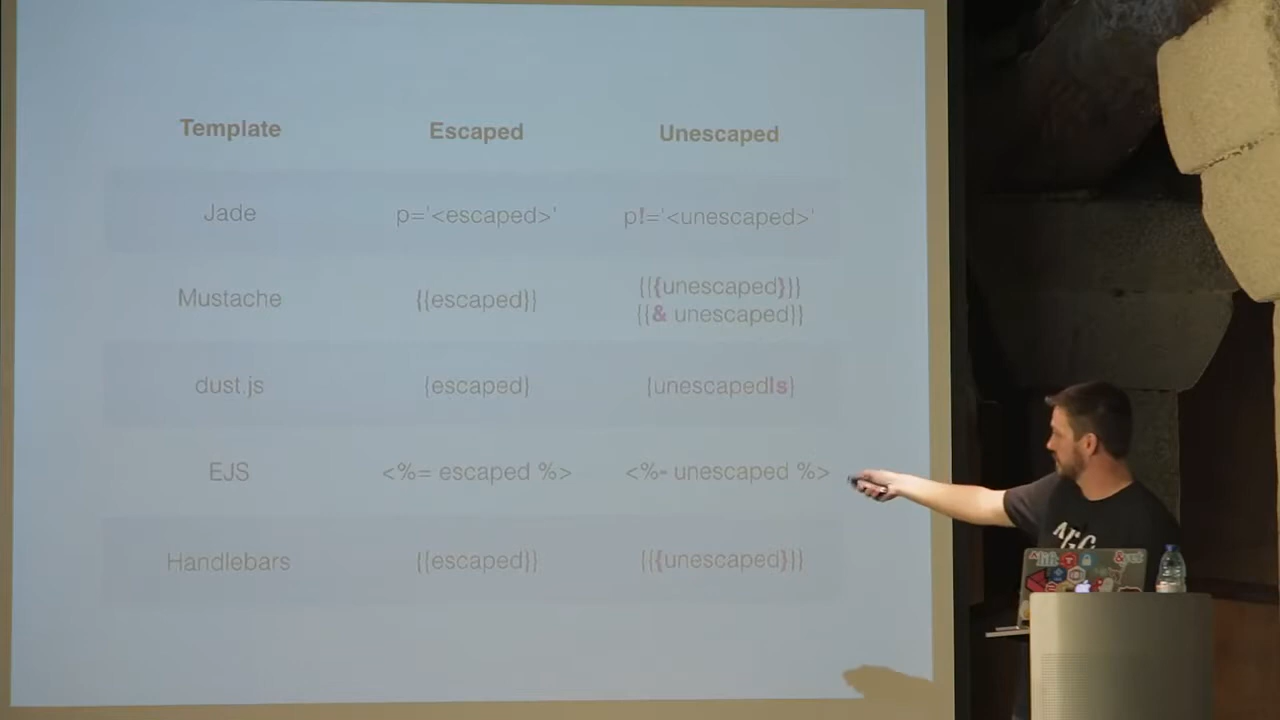 Template Escaped Unescaped
Jade p='<escaped>' p!='<unescaped>'
Mustache {{escaped}} {{{unescaped}}}
{{& unescaped}}
dust.js {escaped} {unescaped|s}
EJS <%= escaped %> <%- unescaped %>
Handlebars {{escaped}} {{{unescaped}}}